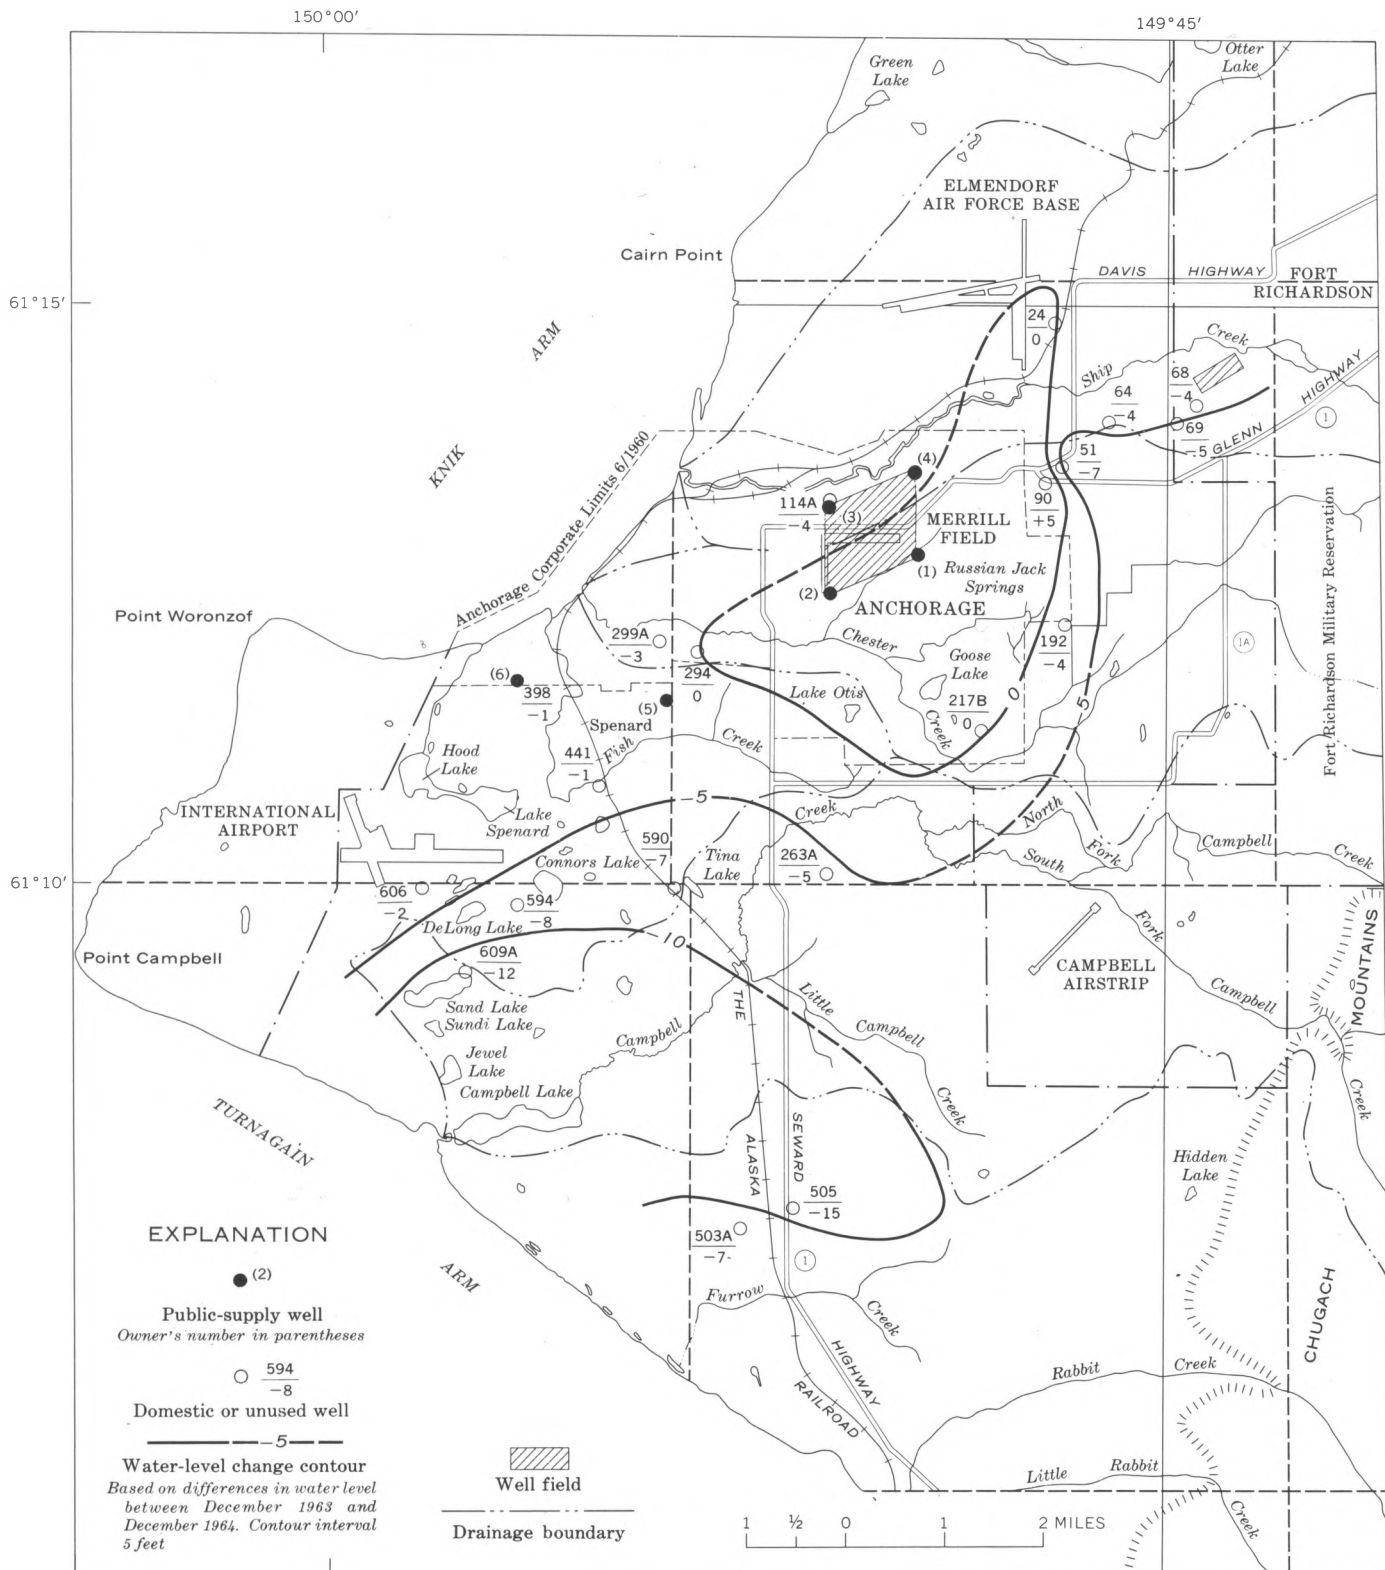 150°00′
149°45′
Green
Lake
Otter
Lake
ELMENDORF
AIR FORCE BASE
Cairn Point
DAVIS HIGHWAY
FORT
RICHARDSON
61°15′
ARM
KNIK
24
0
Ship
Creek
68
-4
64
-4
69
-5
GLENN
HIGHWAY
1
51
-7
90
+5
(4)
114A
-4
(3)
MERRILL
FIELD
(1)
Russian Jack
Springs
(2)
ANCHORAGE
Anchorage Corporate Limits 6/1960
Point Woronzof
299A
-3
Chester
Creek
192
-4
1A
Fort Richardson Military Reservation
294
0
Goose
Lake
0
5
(6)
398
-1
(5)
Lake Otis
217B
0
Spenard
Fish
Creek
441
-1
Hood
Lake
Lake
Spenard
-5
INTERNATIONAL
AIRPORT
590
-7
Connors Lake
Tina
Lake
Creek
263A
-5
North
Fork
South
Fork
Campbell
Creek
61°10′
606
-2
594
-8
DeLong Lake
10
609A
-12
Point Campbell
CAMPBELL
AIRSTRIP
Campbell
Creek
MOUNTAINS
Sand Lake
Sundi Lake
Campbell
THE
Little
Campbell
Creek
Jewel
Lake
Campbell Lake
TURNAGAIN
SEWARD
ALASKA
Hidden
Lake
505
-15
503A
-7
1
EXPLANATION
(2)
Public-supply well
Owner's number in parentheses
594
-8
Domestic or unused well
-5
Water-level change contour
Based on differences in water level
between December 1963 and
December 1964. Contour interval
5 feet
ARM
Furrow
Creek
CHUGACH
HIGHWAY
RAILROAD
Rabbit Creek
Well field
Little Rabbit
Creek
Drainage boundary
1 ½ 0 1 2 MILES